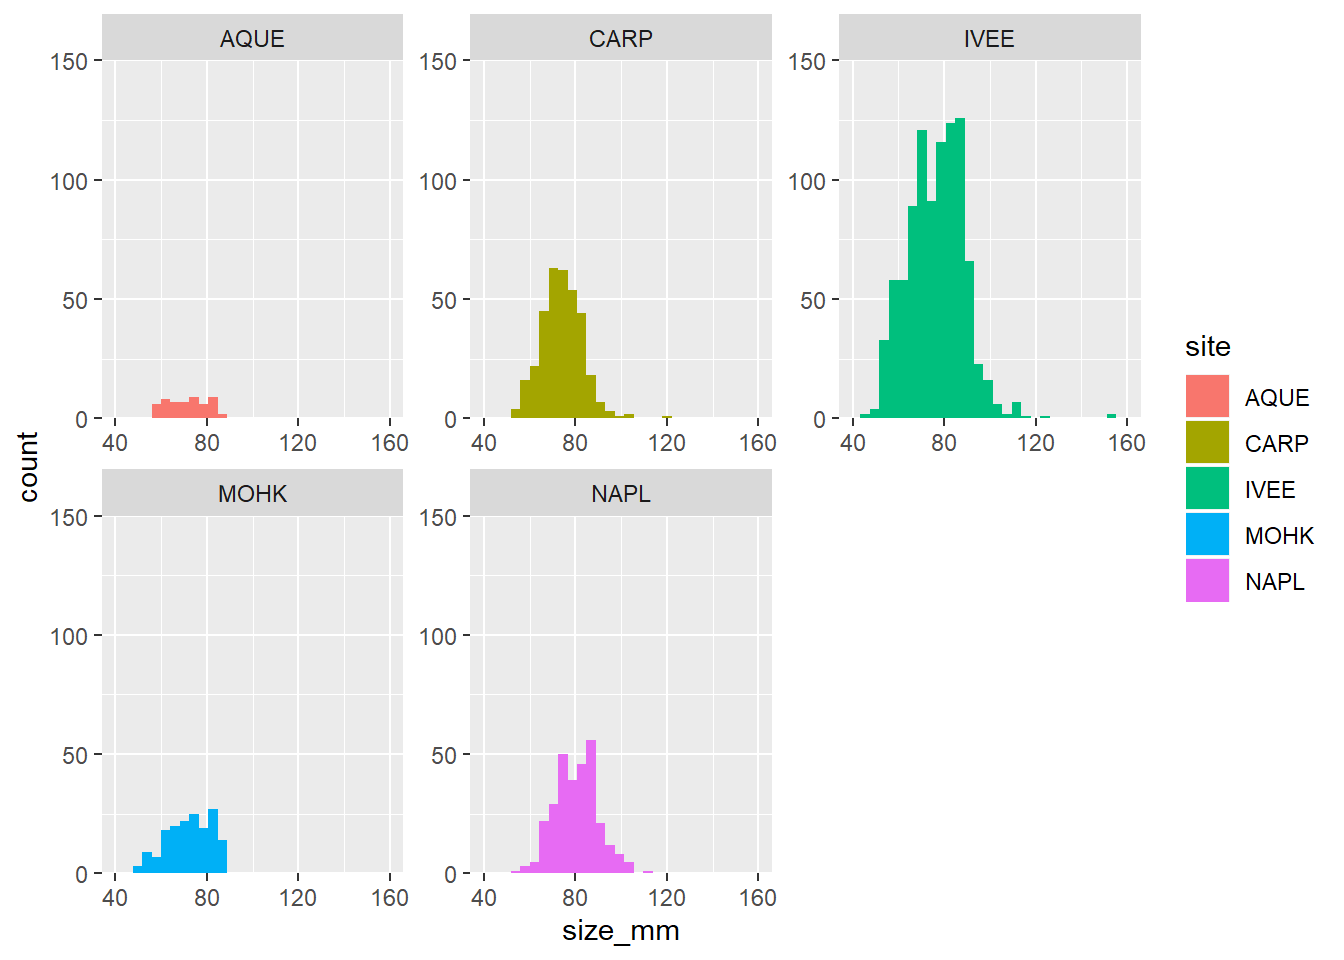 AQUE CARP IVEE
150 150 150
100 100 100
50 50 50
0 0 0
40 80 120 160 40 80 120 160 40 80 120 160
MOHK NAPL
150 150
100 100
50 50
0 0
40 80 120 160 40 80 120 160
count
size_mm
site
AQUE
CARP
IVEE
MOHK
NAPL